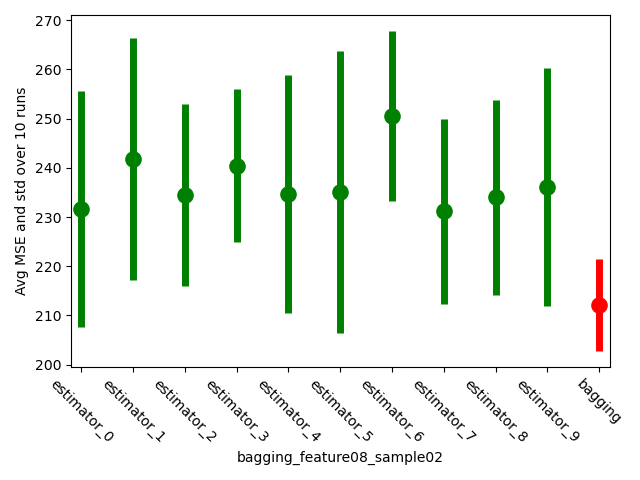 Avg MSE and std over 10 runs
270
260
250
240
230
220
210
200
estimator_0
estimator_1
estimator_2
estimator_3
estimator_4
estimator_5
estimator_6
estimator_7
estimator_8
estimator_9
bagging
bagging_feature08_sample02